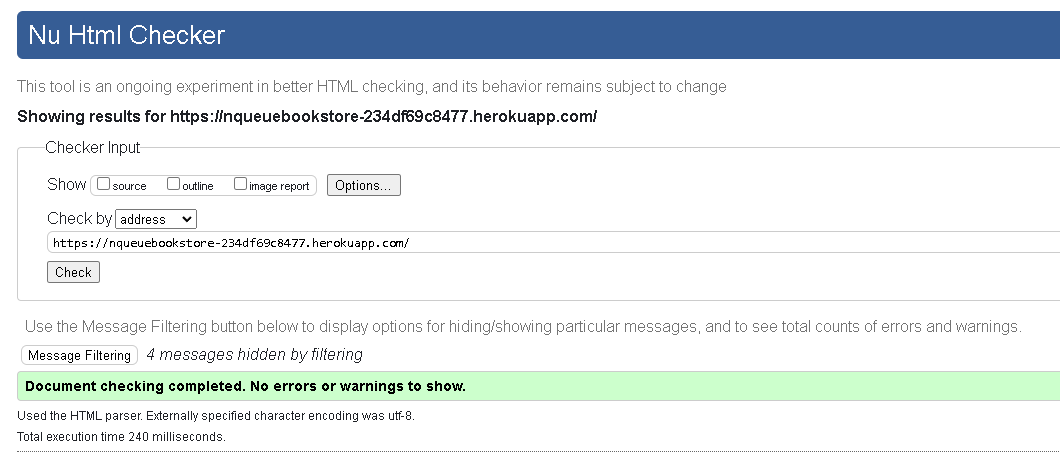 Nu Html Checker
This tool is an ongoing experiment in better HTML checking, and its behavior remains subject to change
Showing results for https://nqueuebookstore-234df69c8477.herokuapp.com/
Checker Input
Show source outline image report Options...
Check by address
https://nqueuebookstore-234df69c8477.herokuapp.com/
Check
Use the Message Filtering button below to display options for hiding/showing particular messages, and to see total counts of errors and warnings.
Message Filtering 4 messages hidden by filtering
Document checking completed. No errors or warnings to show.
Used the HTML parser. Externally specified character encoding was utf-8.
Total execution time 240 milliseconds.